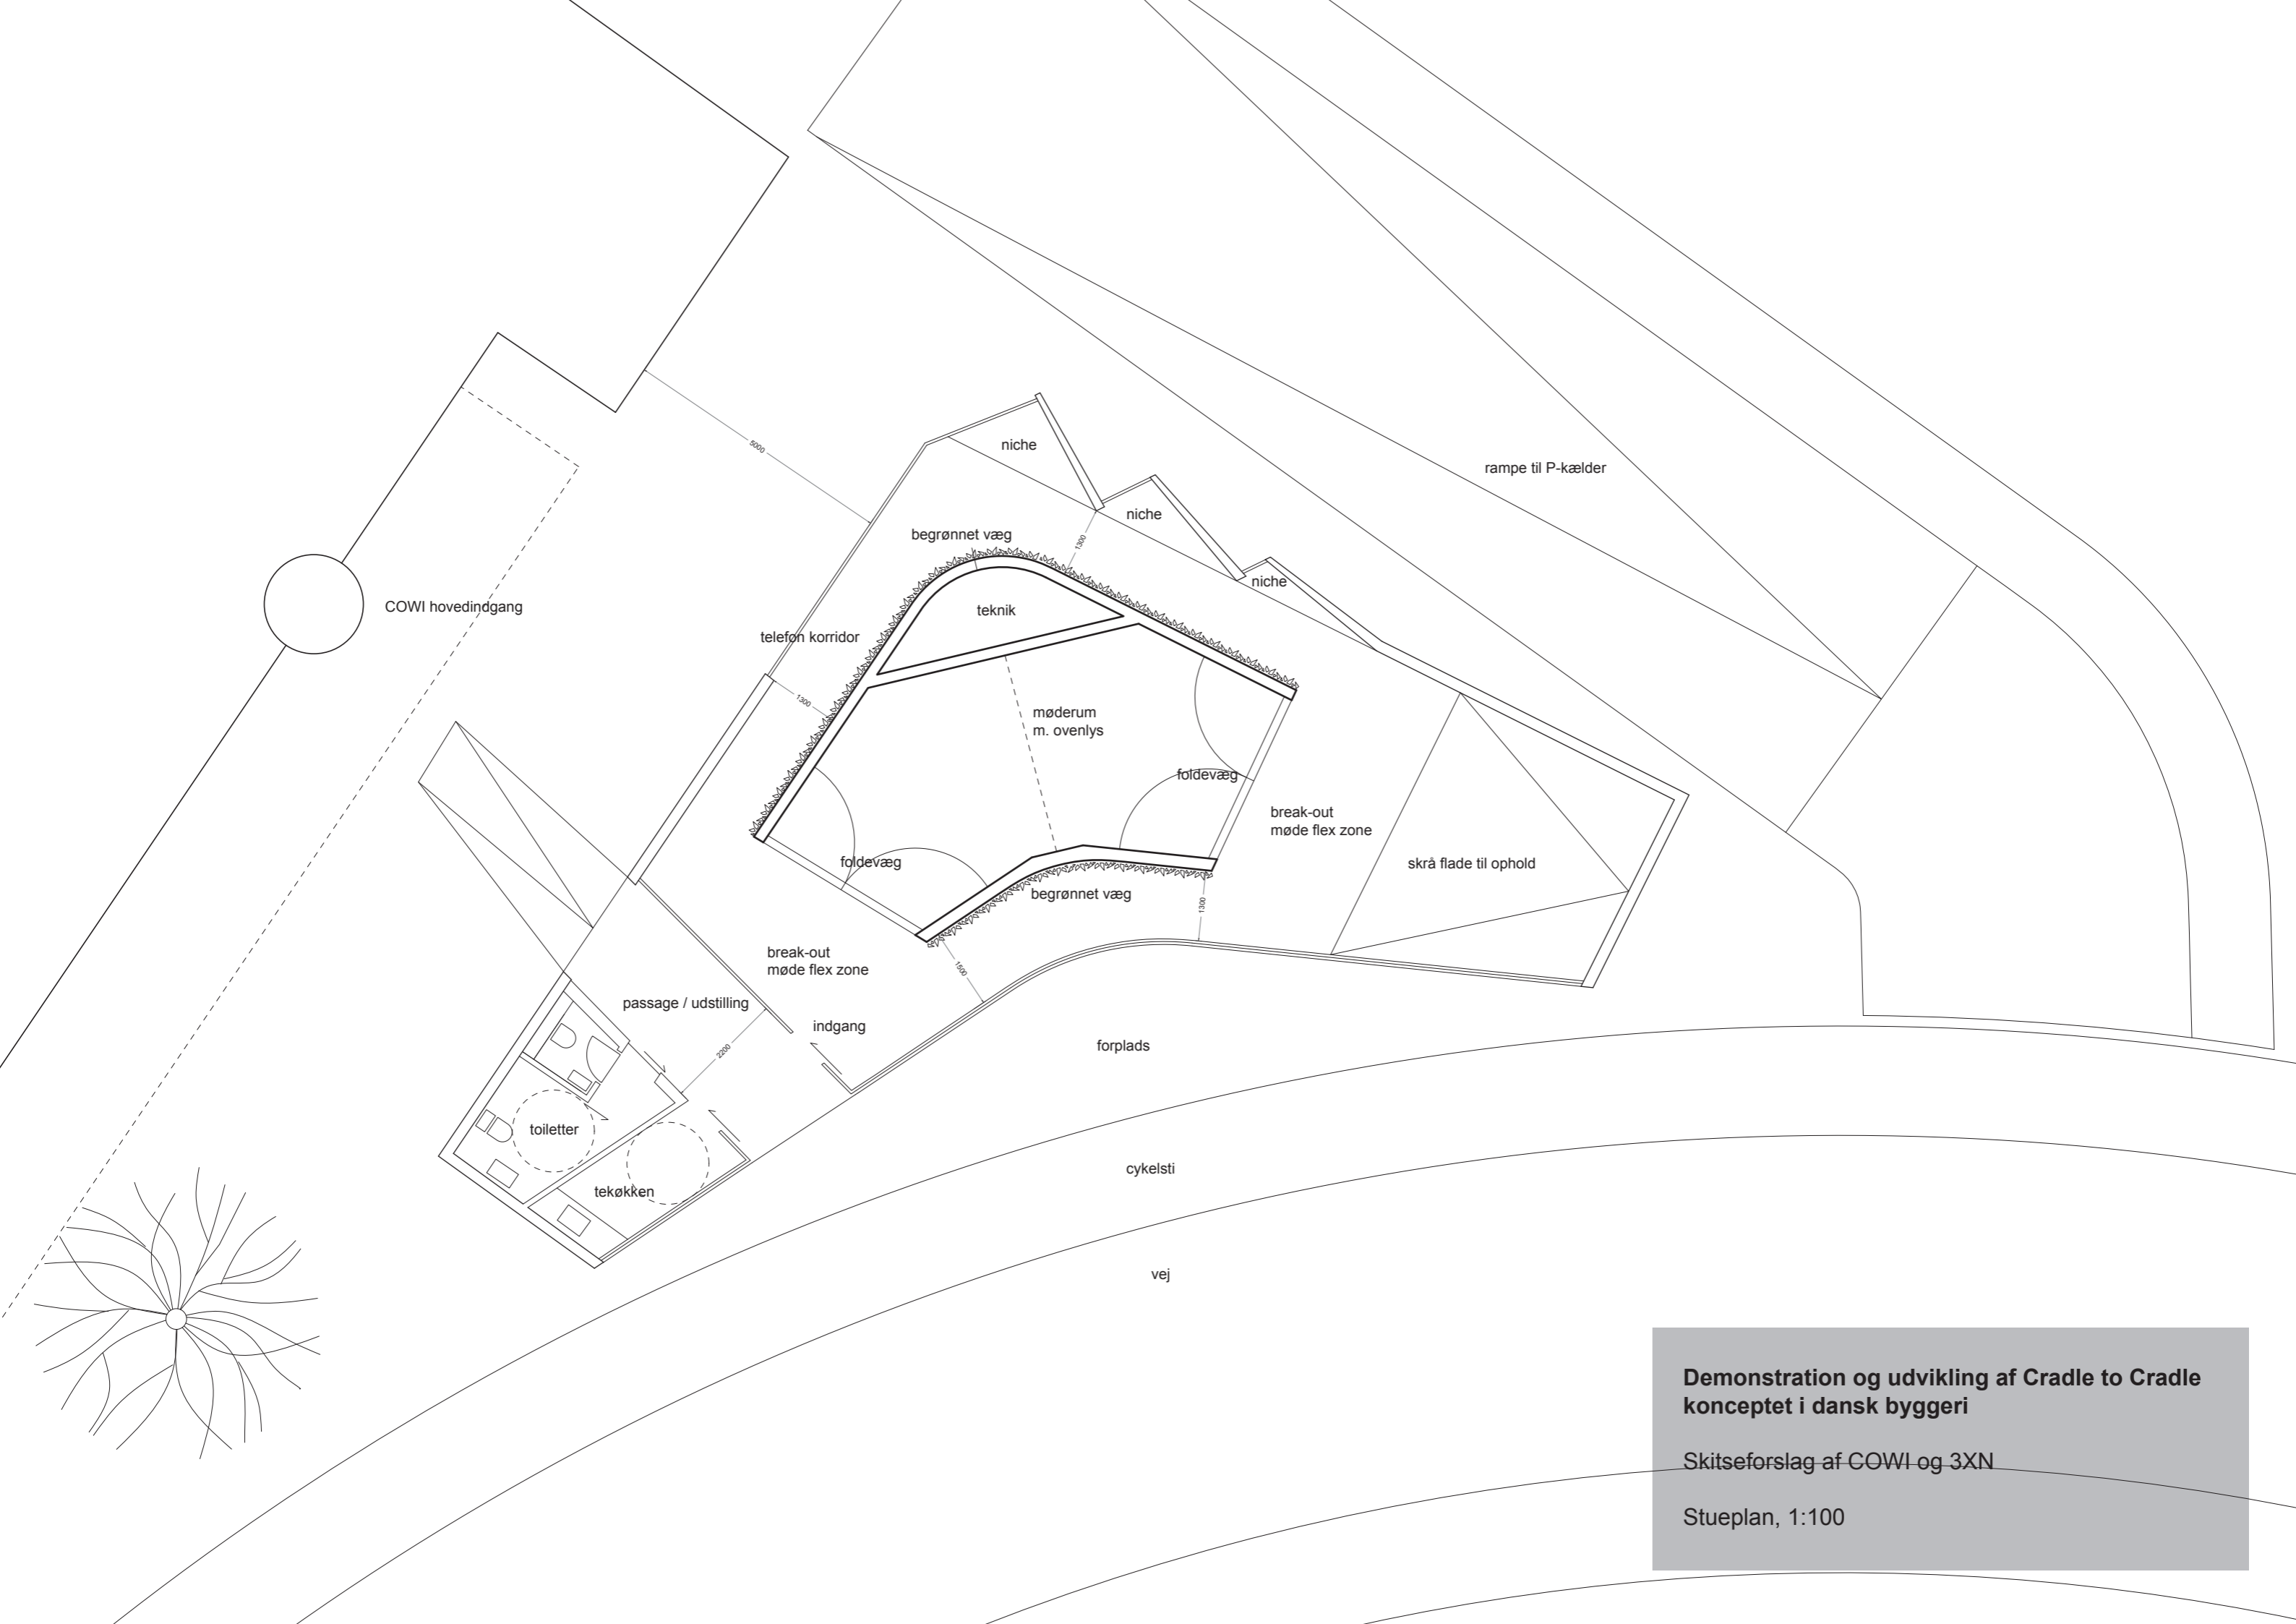 niche
5000
rampe til P-kælder
niche
begrønnet væg
1300
niche
COWI hovedindgang
teknik
telefon korridor
1300
møderum
m. ovenlys
foldevæg
break-out
møde flex zone
foldevæg
skrå flade til ophold
begrønnet væg
1300
break-out
møde flex zone
1500
passage / udstilling
indgang
forplads
2200
toiletter
cykelsti
tekøkken
vej
Demonstration og udvikling af Cradle to Cradle
konceptet i dansk byggeri
Skitseforslag af COWI og 3XN
Stueplan, 1:100